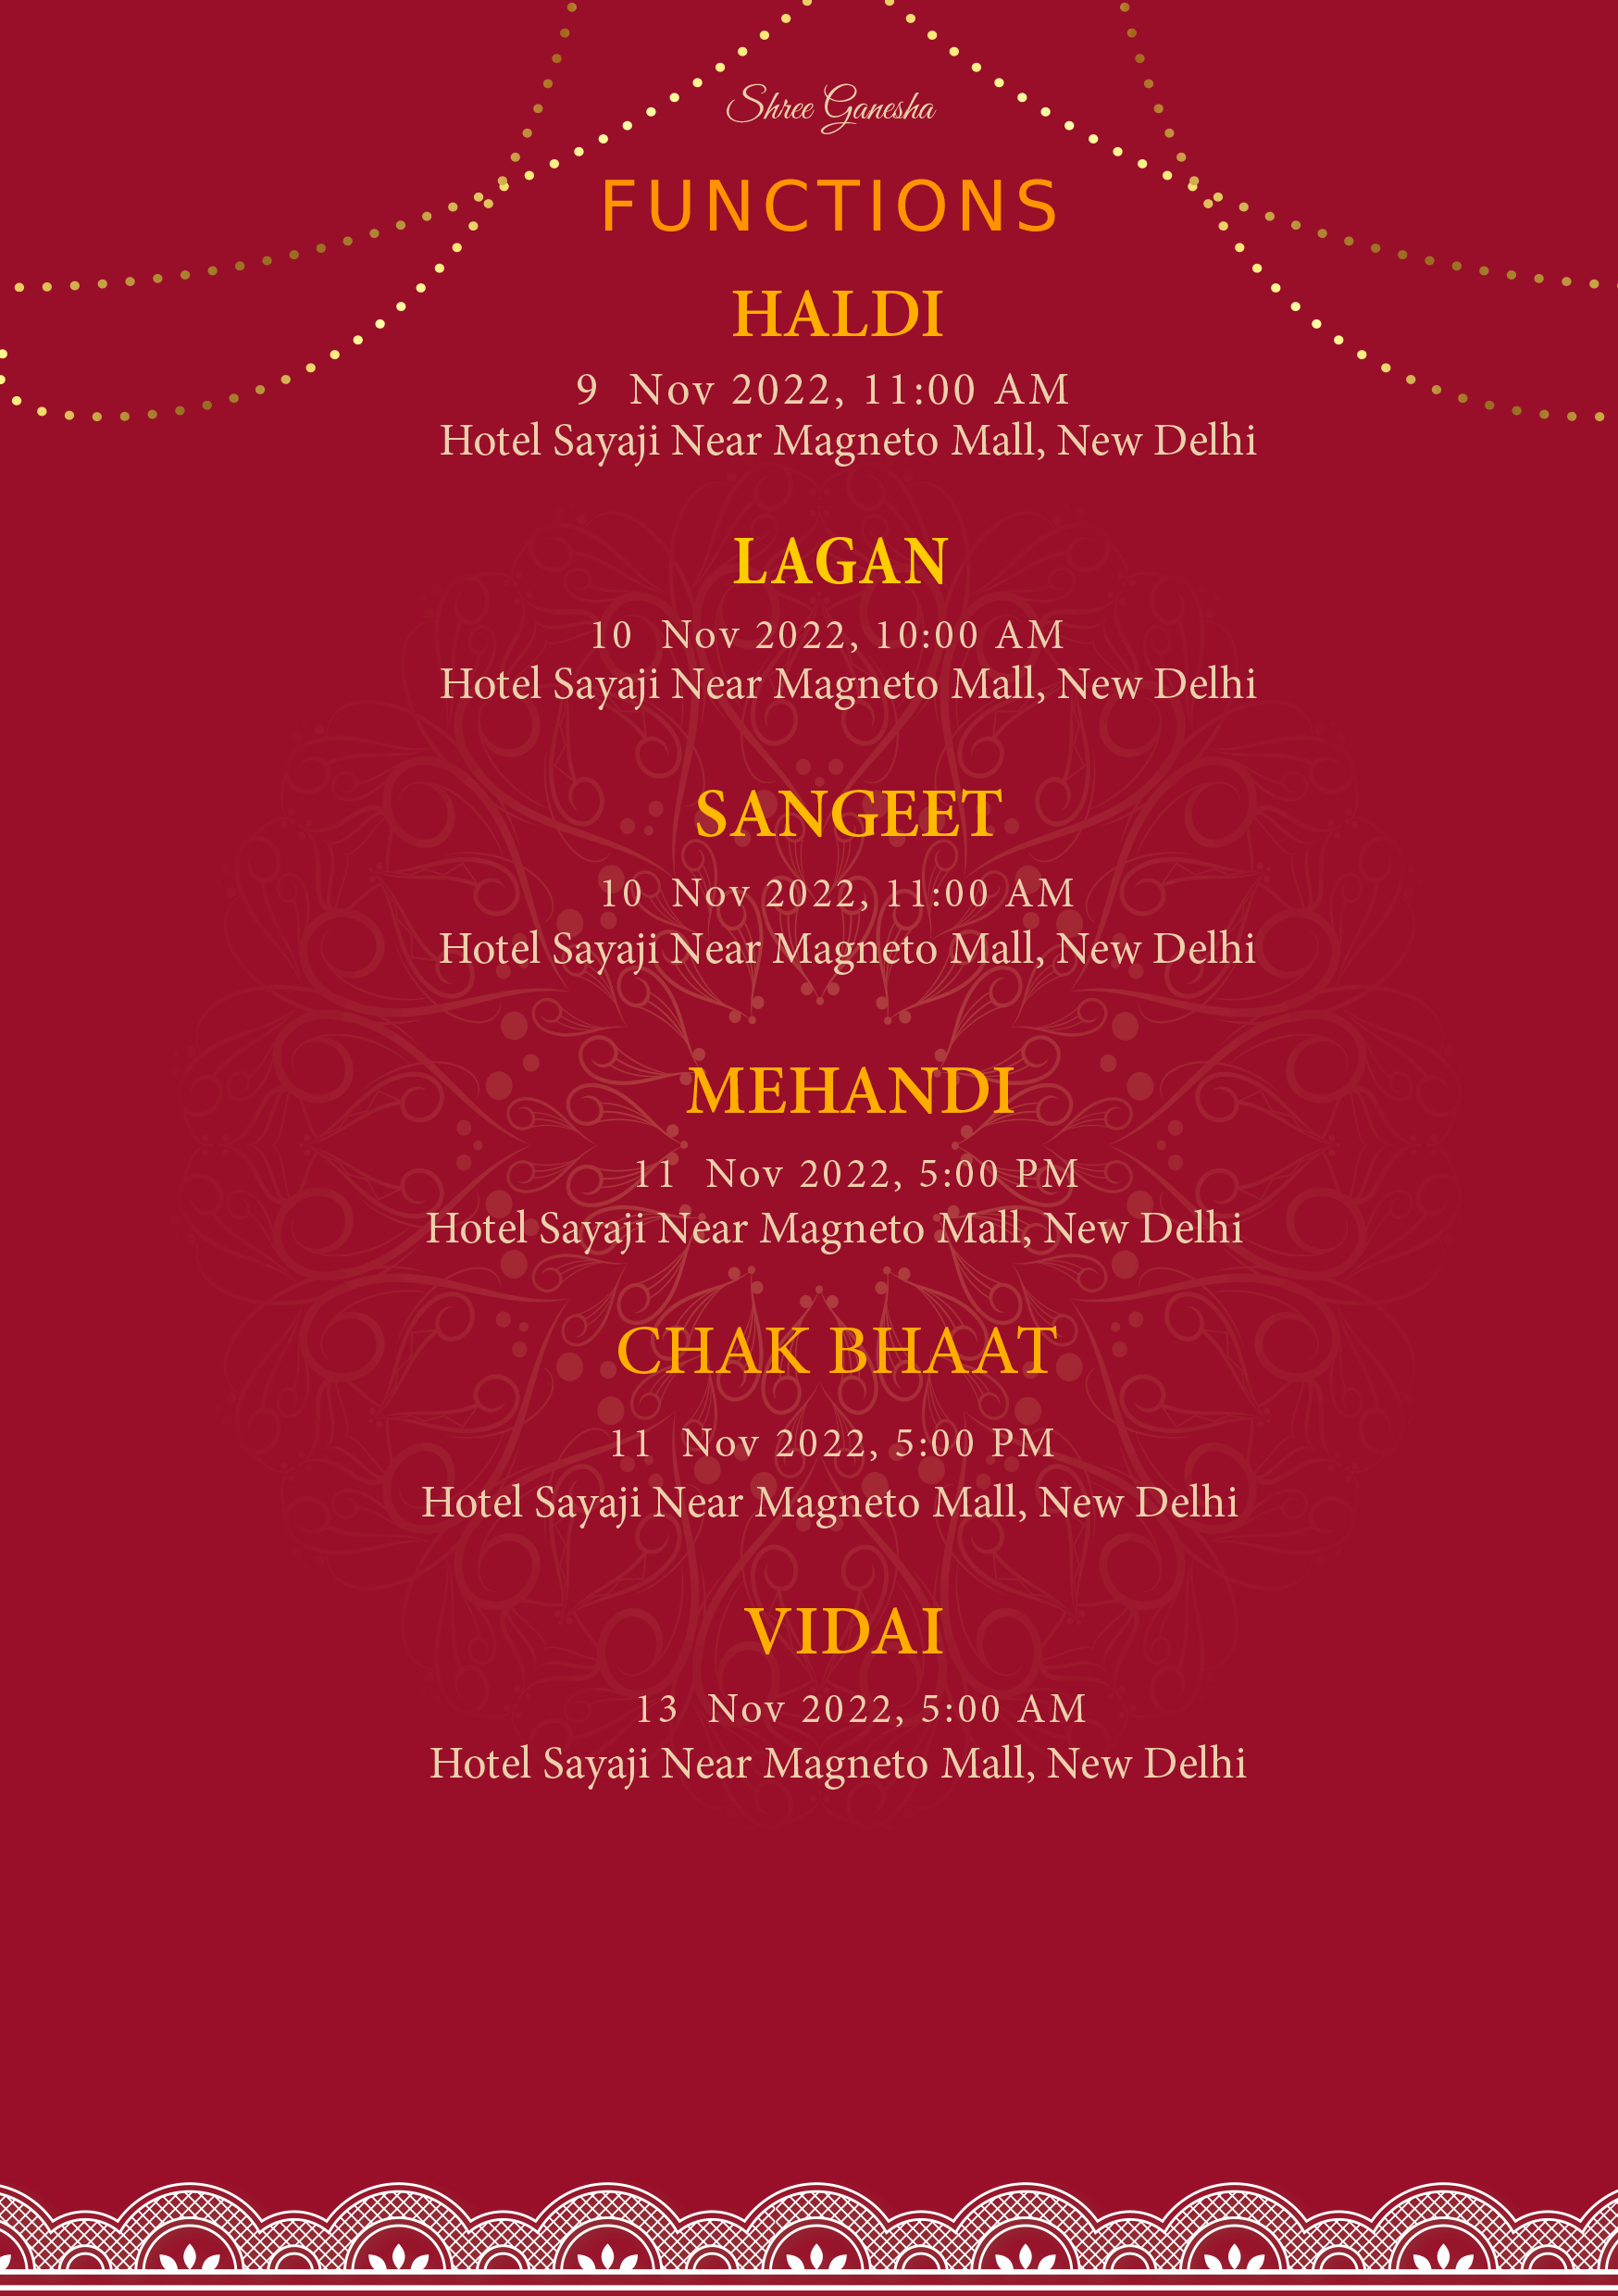 Shree Ganesha
FUNCTIONS
HALDI
9 Nov 2022, 11:00 AM
Hotel Sayaji Near Magneto Mall, New Delhi
LAGAN
10 Nov 2022, 10:00 AM
Hotel Sayaji Near Magneto Mall, New Delhi
SANGEET
10 Nov 2022, 11:00 AM
Hotel Sayaji Near Magneto Mall, New Delhi
MEHANDI
11 Nov 2022, 5:00 PM
Hotel Sayaji Near Magneto Mall, New Delhi
CHAK BHAAT
11 Nov 2022, 5:00 PM
Hotel Sayaji Near Magneto Mall, New Delhi
VIDAI
13 Nov 2022, 5:00 AM
Hotel Sayaji Near Magneto Mall, New Delhi